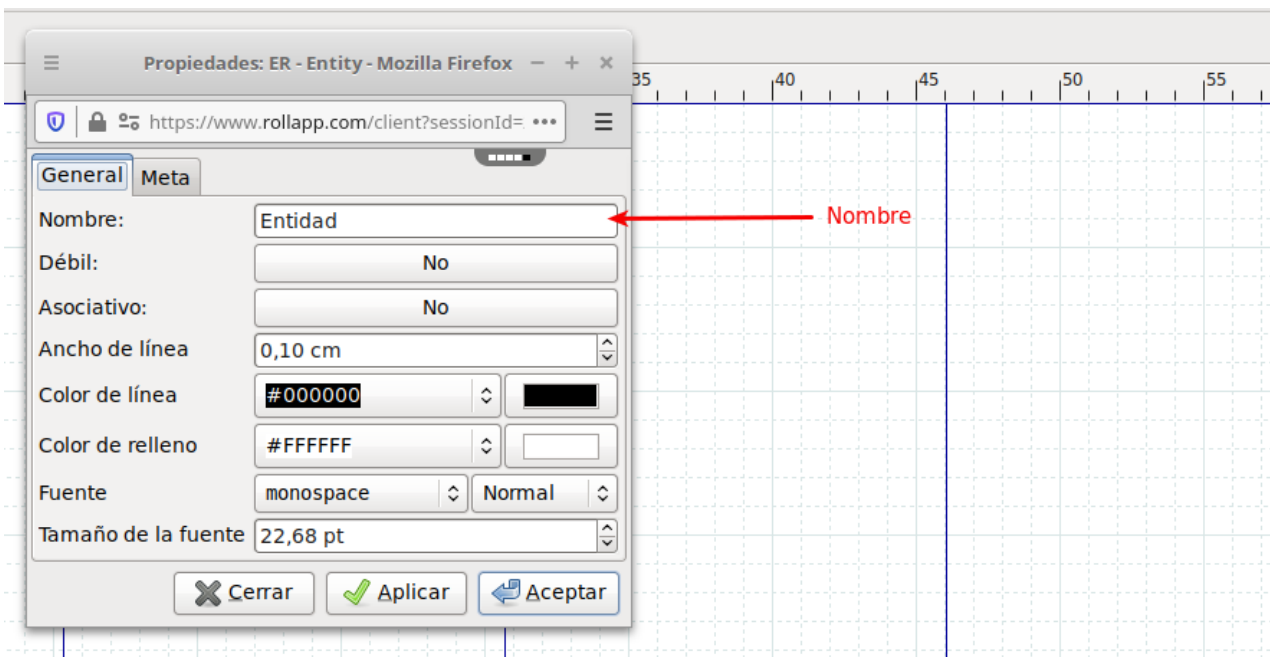 Propiedades: ER - Entity - Mozilla Firefox
35 40 45 50 55
https://www.rollapp.com/client?sessionId=
General Meta
Nombre: Entidad
Nombre
Débil: No
Asociativo: No
Ancho de línea 0,10 cm
Color de línea #000000
Color de relleno #FFFFFF
Fuente monospace Normal
Tamaño de la fuente 22,68 pt
Cerrar Aplicar Aceptar